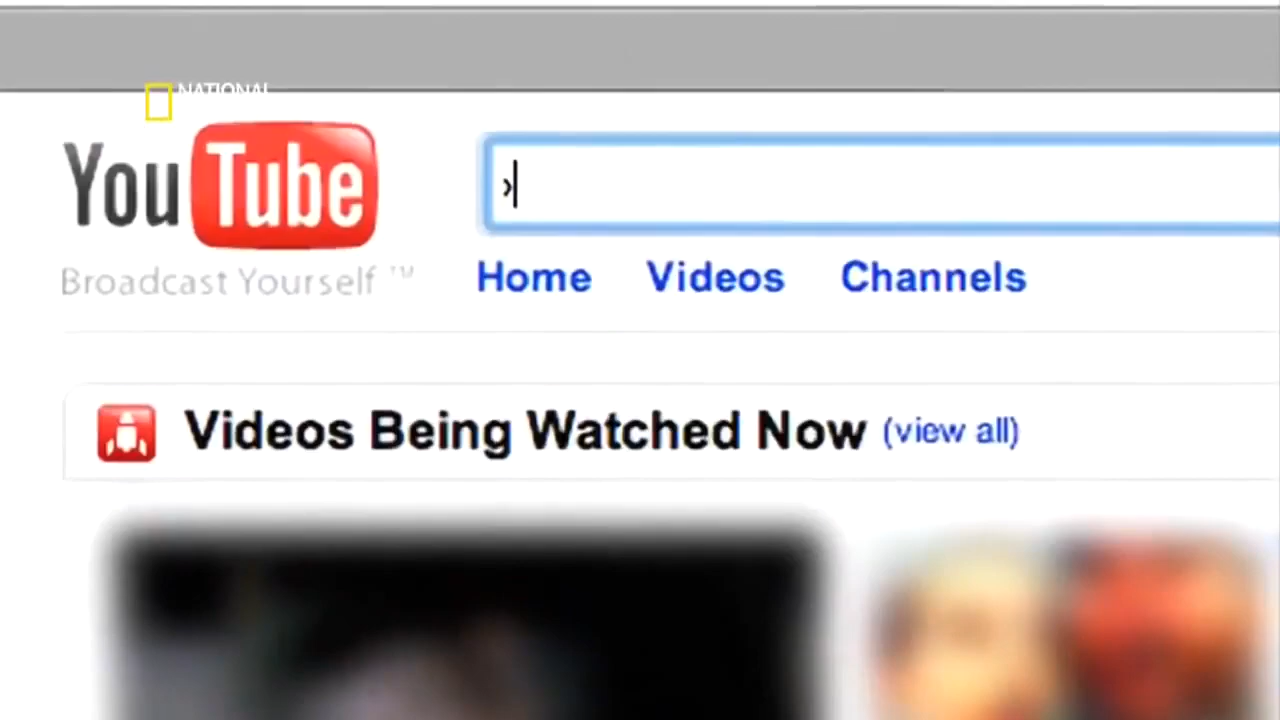 NATIONAL
YouTube
Broadcast Yourself ™
›
Home Videos Channels
Videos Being Watched Now (view all)